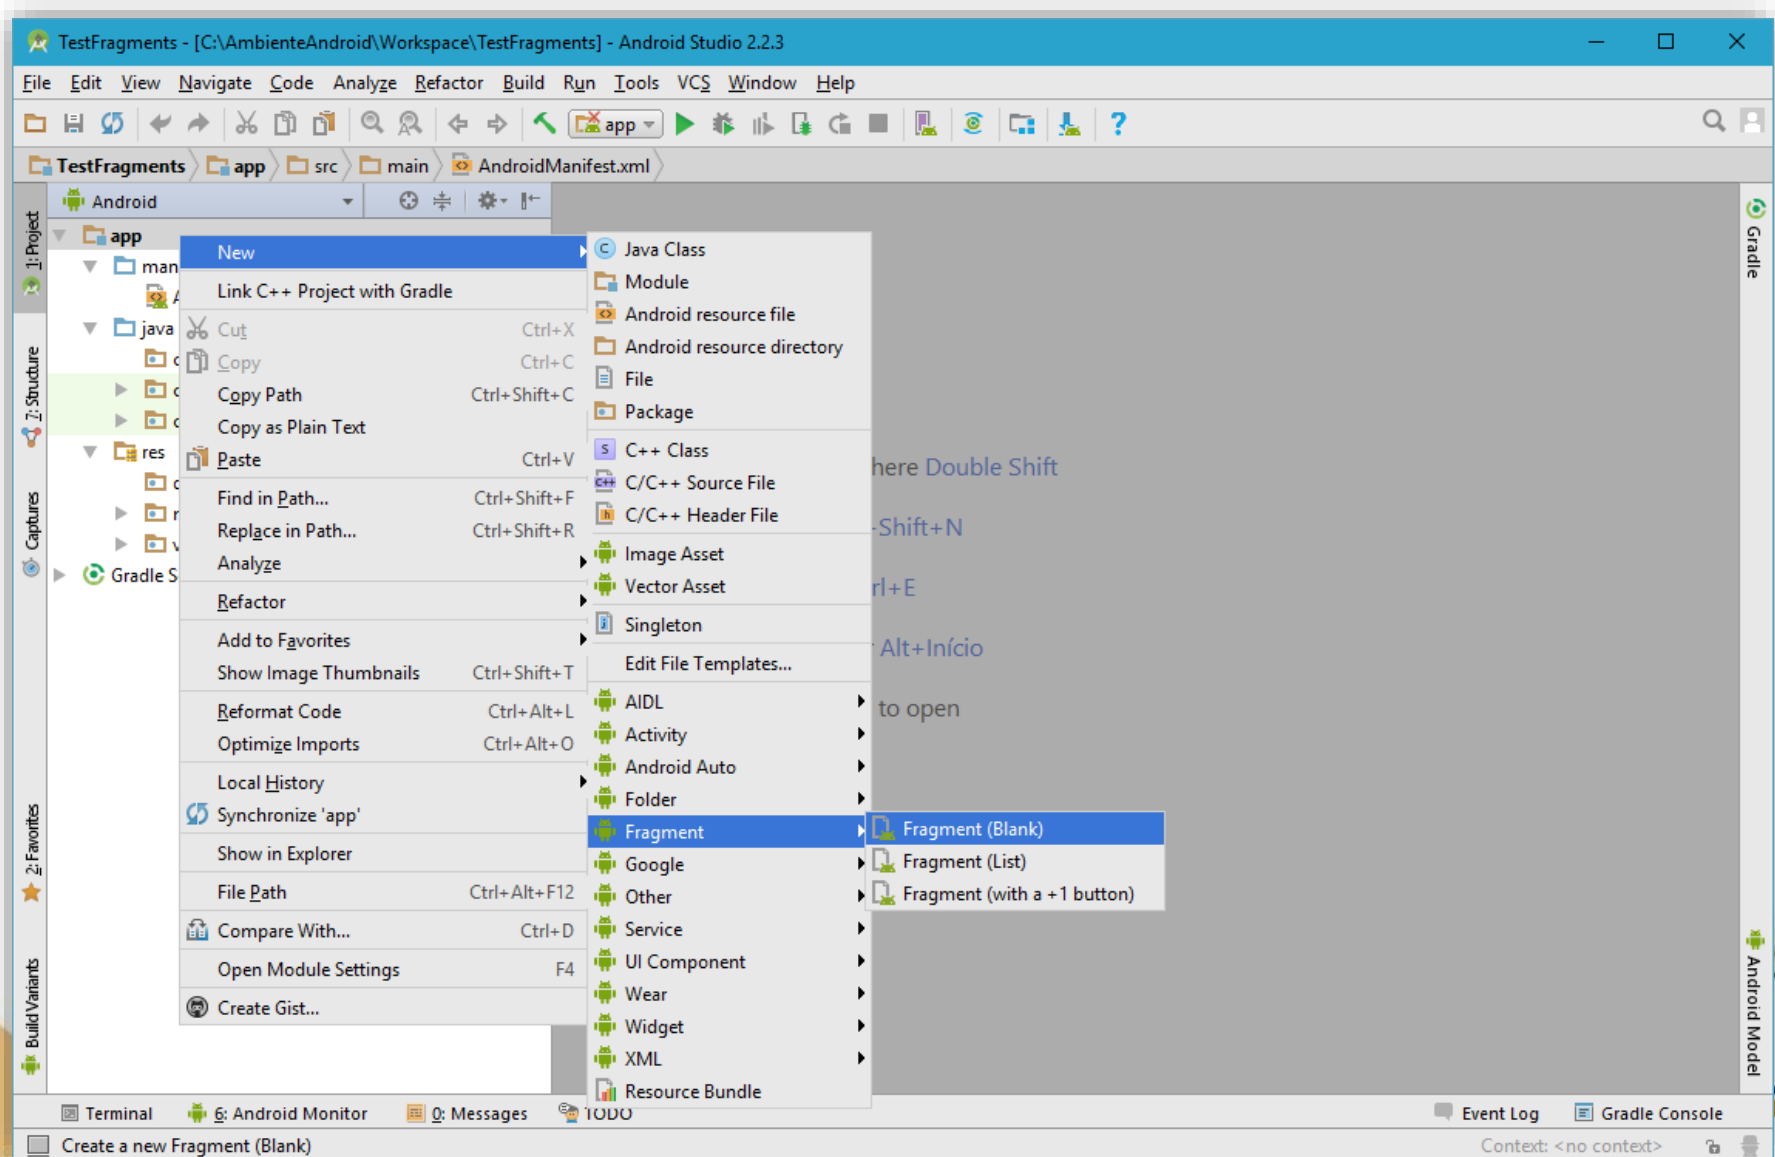 TestFragments - [C:\AmbienteAndroid\Workspace\TestFragments] - Android Studio 2.2.3
File Edit View Navigate Code Analyze Refactor Build Run Tools VCS Window Help
app
TestFragments app src main AndroidManifest.xml
Android
1: Project
7: Structure
Captures
2: Favorites
Build Variants
app
man
java
res
Gradle S
New
Link C++ Project with Gradle
Cut Ctrl+X
Copy Ctrl+C
Copy Path Ctrl+Shift+C
Copy as Plain Text
Paste Ctrl+V
Find in Path... Ctrl+Shift+F
Replace in Path... Ctrl+Shift+R
Analyze
Refactor
Add to Favorites
Show Image Thumbnails Ctrl+Shift+T
Reformat Code Ctrl+Alt+L
Optimize Imports Ctrl+Alt+O
Local History
Synchronize 'app'
Show in Explorer
File Path Ctrl+Alt+F12
Compare With... Ctrl+D
Open Module Settings F4
Create Gist...
Java Class
Module
Android resource file
Android resource directory
File
Package
C++ Class
C/C++ Source File
C/C++ Header File
Image Asset
Vector Asset
Singleton
Edit File Templates...
AIDL
Activity
Android Auto
Folder
Fragment
Google
Other
Service
UI Component
Wear
Widget
XML
Resource Bundle
Fragment (Blank)
Fragment (List)
Fragment (with a +1 button)
here Double Shift
Shift+N
rl+E
Alt+Início
to open
Gradle
Android Model
Terminal 6: Android Monitor 0: Messages TODO Event Log Gradle Console
Create a new Fragment (Blank) Context: <no context>